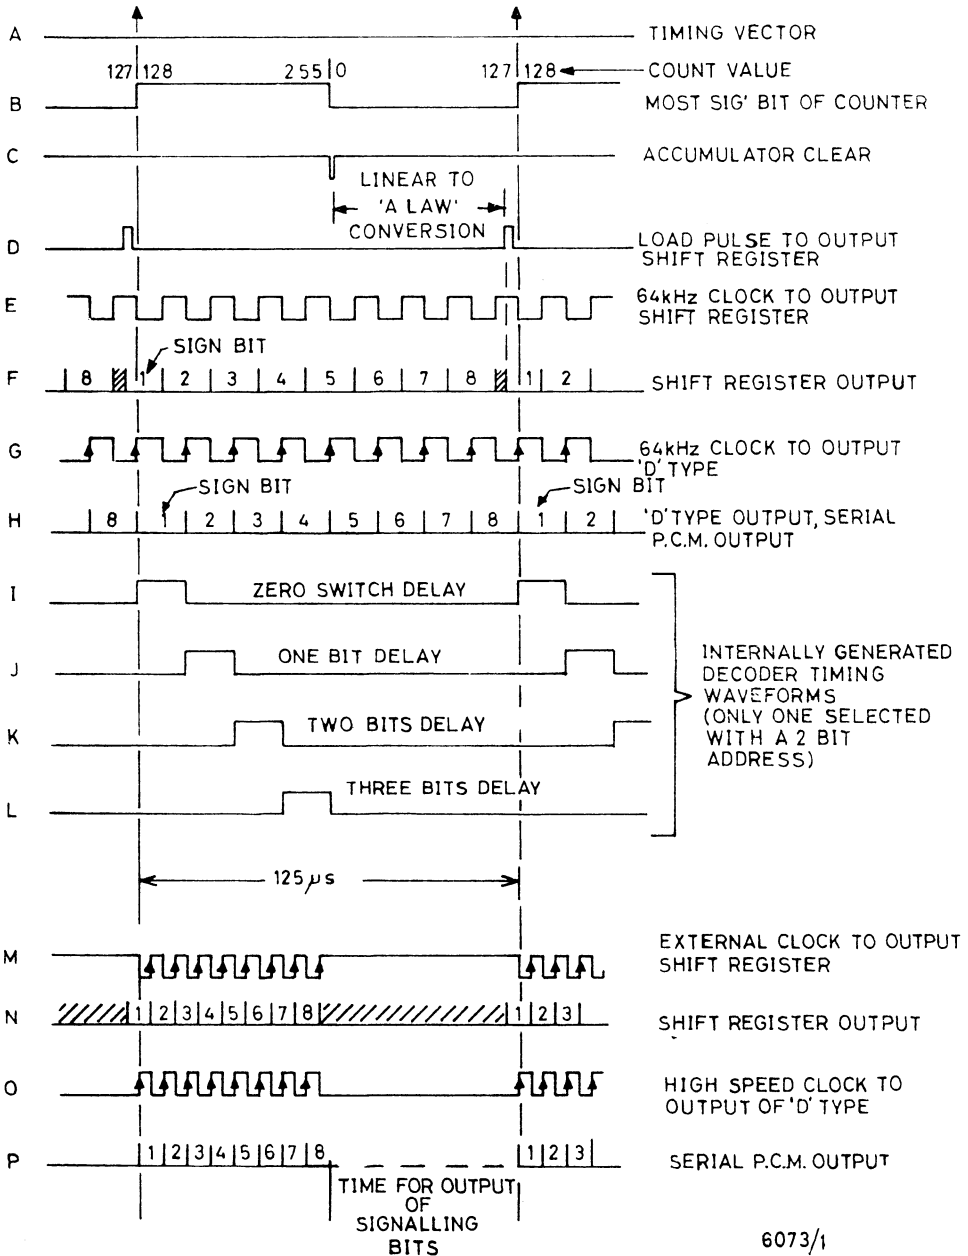 A TIMING VECTOR
127 128 255 0 127 128 COUNT VALUE
B MOST SIG' BIT OF COUNTER
C ACCUMULATOR CLEAR
LINEAR TO
'A LAW'
CONVERSION
D LOAD PULSE TO OUTPUT
SHIFT REGISTER
E 64kHz CLOCK TO OUTPUT
SHIFT REGISTER
SIGN BIT
F 8 1 2 3 4 5 6 7 8 1 2 SHIFT REGISTER OUTPUT
G 64kHz CLOCK TO OUTPUT
'D' TYPE
SIGN BIT SIGN BIT
H 8 1 2 3 4 5 6 7 8 1 2 'D' TYPE OUTPUT, SERIAL
P.C.M. OUTPUT
I ZERO SWITCH DELAY
J ONE BIT DELAY
K TWO BITS DELAY
L THREE BITS DELAY
INTERNALLY GENERATED
DECODER TIMING
WAVEFORMS
(ONLY ONE SELECTED
WITH A 2 BIT
ADDRESS)
125 μs
M EXTERNAL CLOCK TO OUTPUT
SHIFT REGISTER
N 1 2 3 4 5 6 7 8 1 2 3 SHIFT REGISTER OUTPUT
O HIGH SPEED CLOCK TO
OUTPUT OF 'D' TYPE
P 1 2 3 4 5 6 7 8 1 2 3 SERIAL P.C.M. OUTPUT
TIME FOR OUTPUT
OF
SIGNALLING
BITS
6073/1